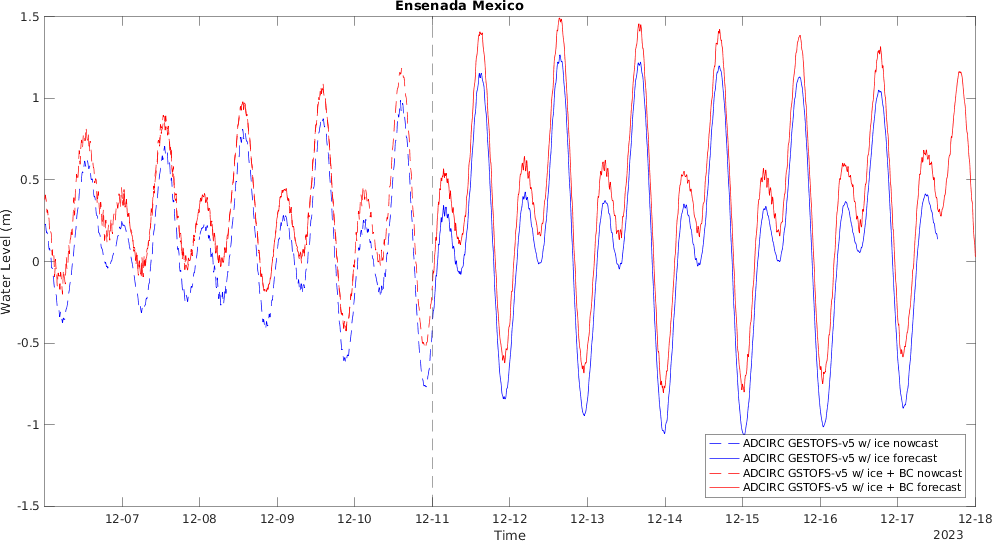 Ensenada Mexico
1.5
1
0.5
0
-0.5
-1
-1.5
Water Level (m)
12-07 12-08 12-09 12-10 12-11 12-12 12-13 12-14 12-15 12-16 12-17 12-18
Time
2023
ADCIRC GESTOFS-v5 w/ ice nowcast
ADCIRC GESTOFS-v5 w/ ice forecast
ADCIRC GSTOFS-v5 w/ ice + BC nowcast
ADCIRC GSTOFS-v5 w/ ice + BC forecast